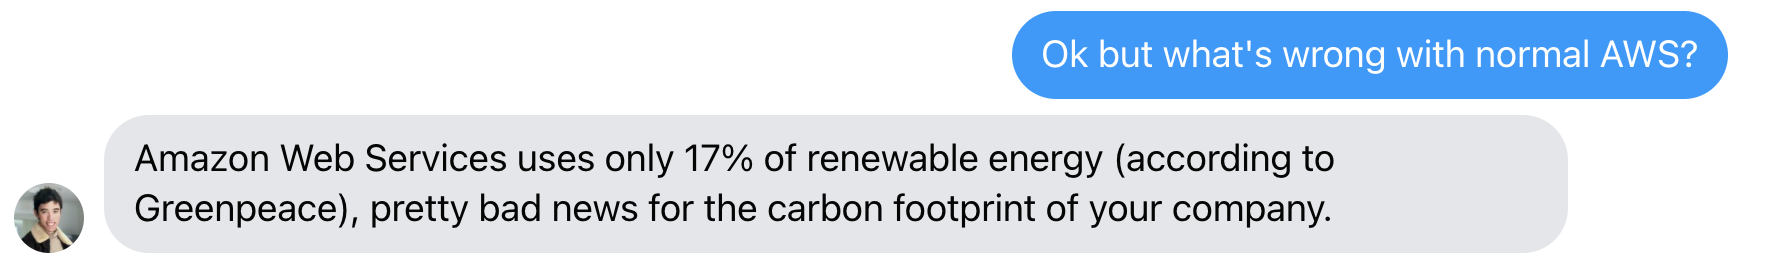 Ok but what's wrong with normal AWS?
Amazon Web Services uses only 17% of renewable energy (according to
Greenpeace), pretty bad news for the carbon footprint of your company.